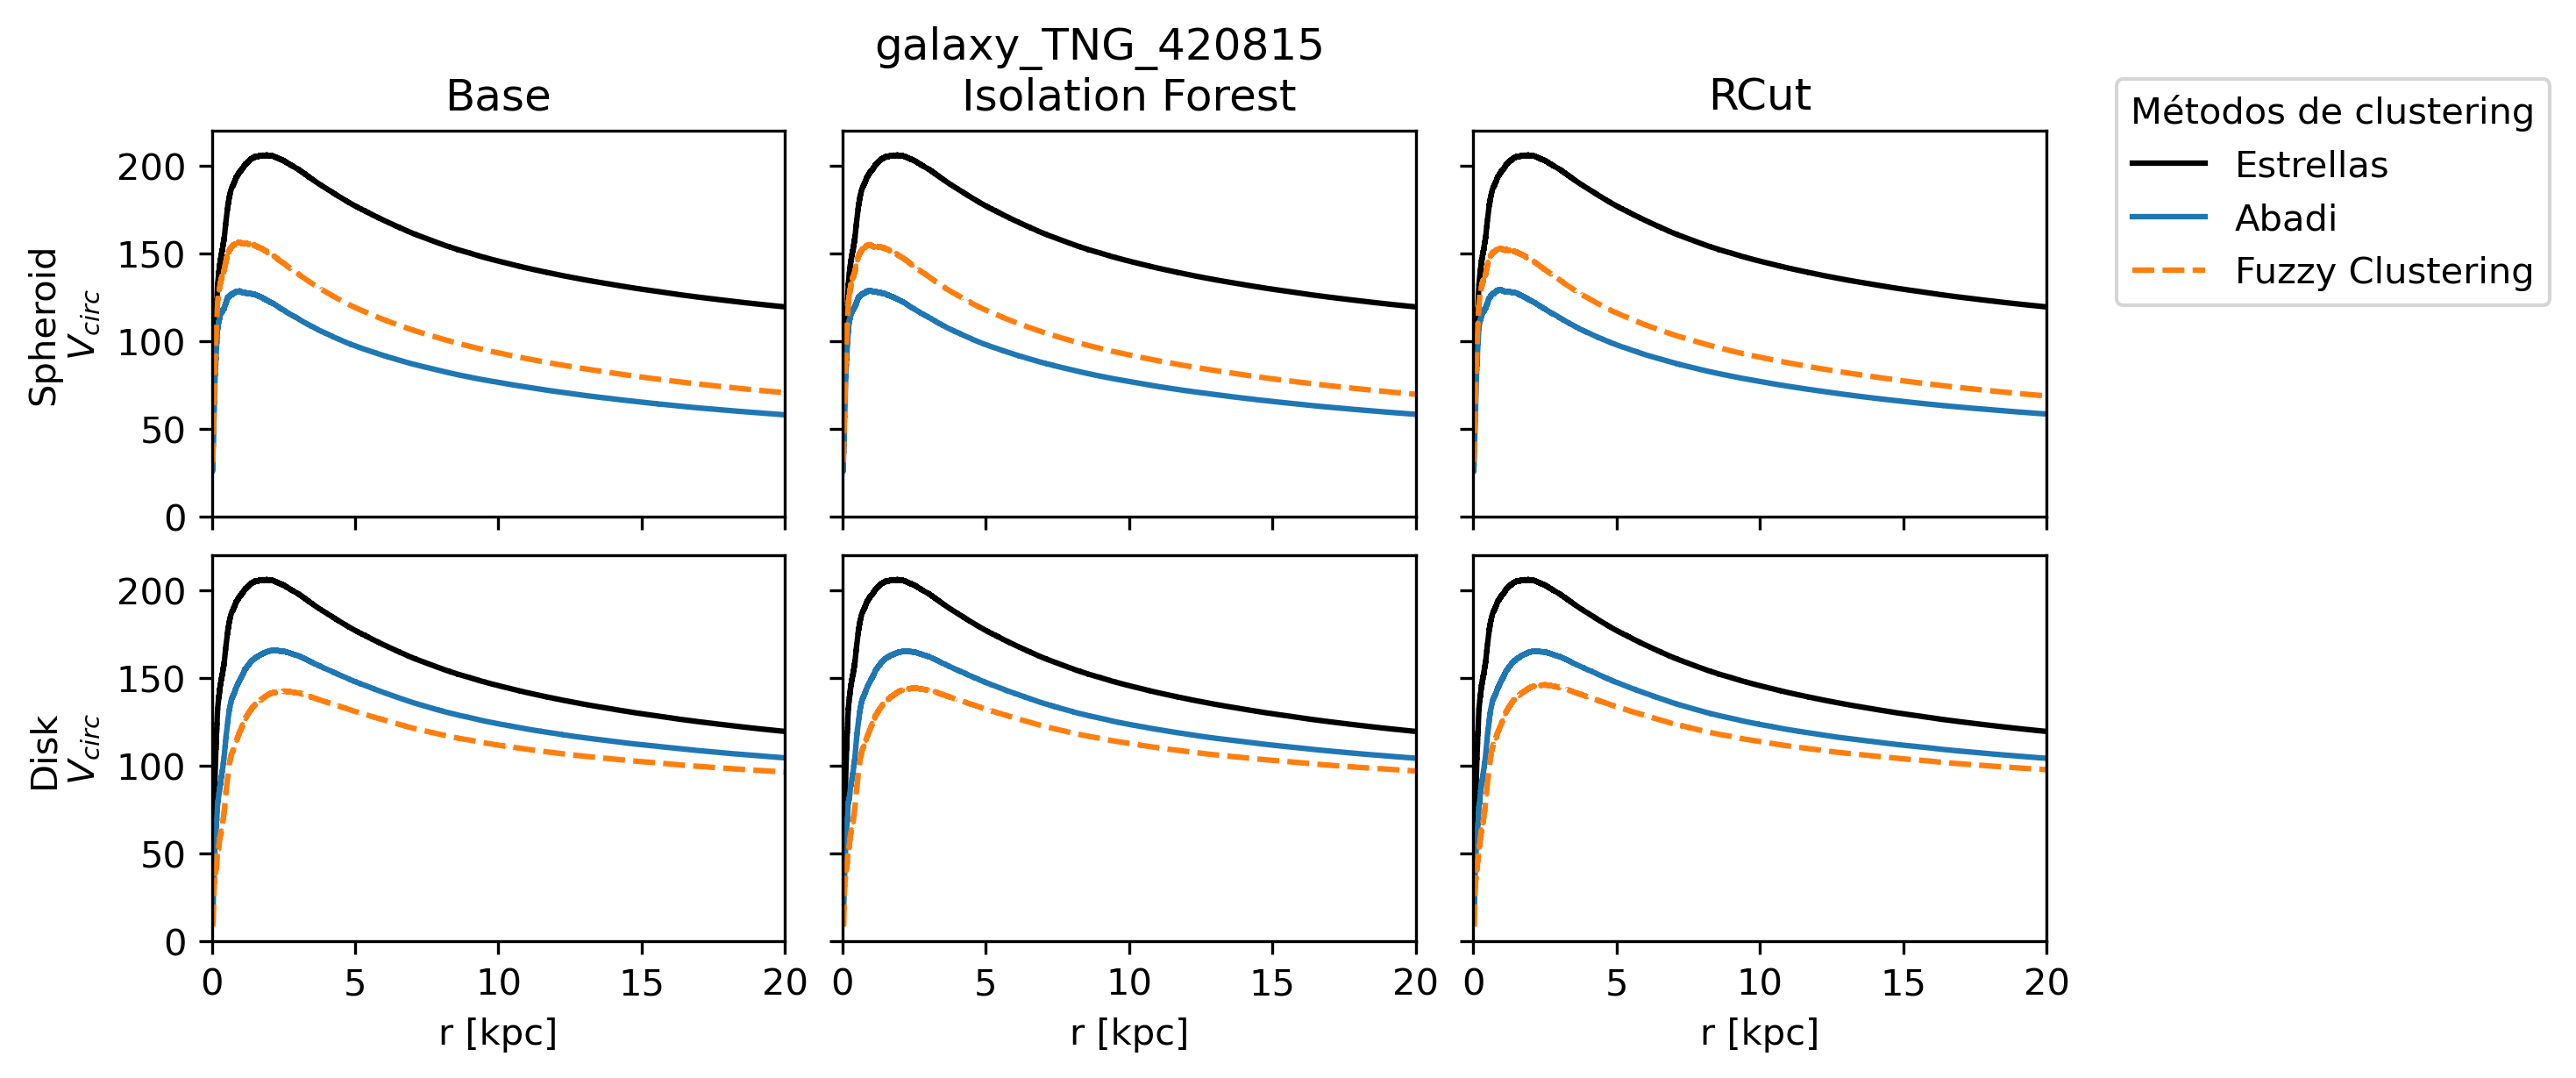 galaxy_TNG_420815
Base
Isolation Forest
RCut
Métodos de clustering
Estrellas
Abadi
Fuzzy Clustering
Spheroid
V_circ
200
150
100
50
0
Disk
V_circ
200
150
100
50
0
0 5 10 15 20
0 5 10 15 20
0 5 10 15 20
r [kpc]
r [kpc]
r [kpc]